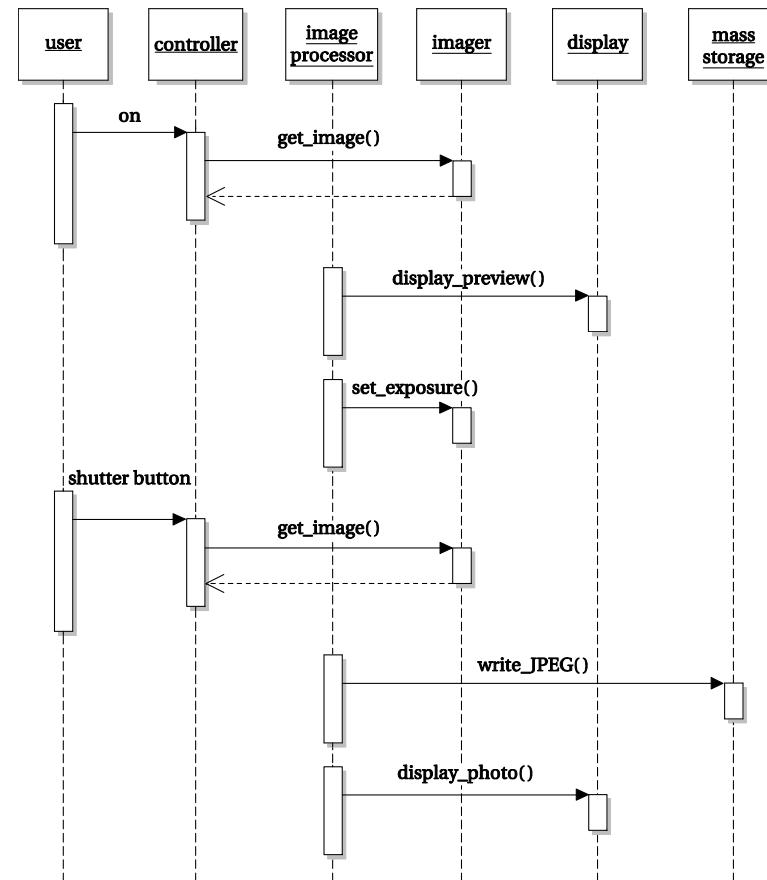 user
controller
image
processor
imager
display
mass
storage
on
get_image()
display_preview()
set_exposure()
shutter button
get_image()
write_JPEG()
display_photo()